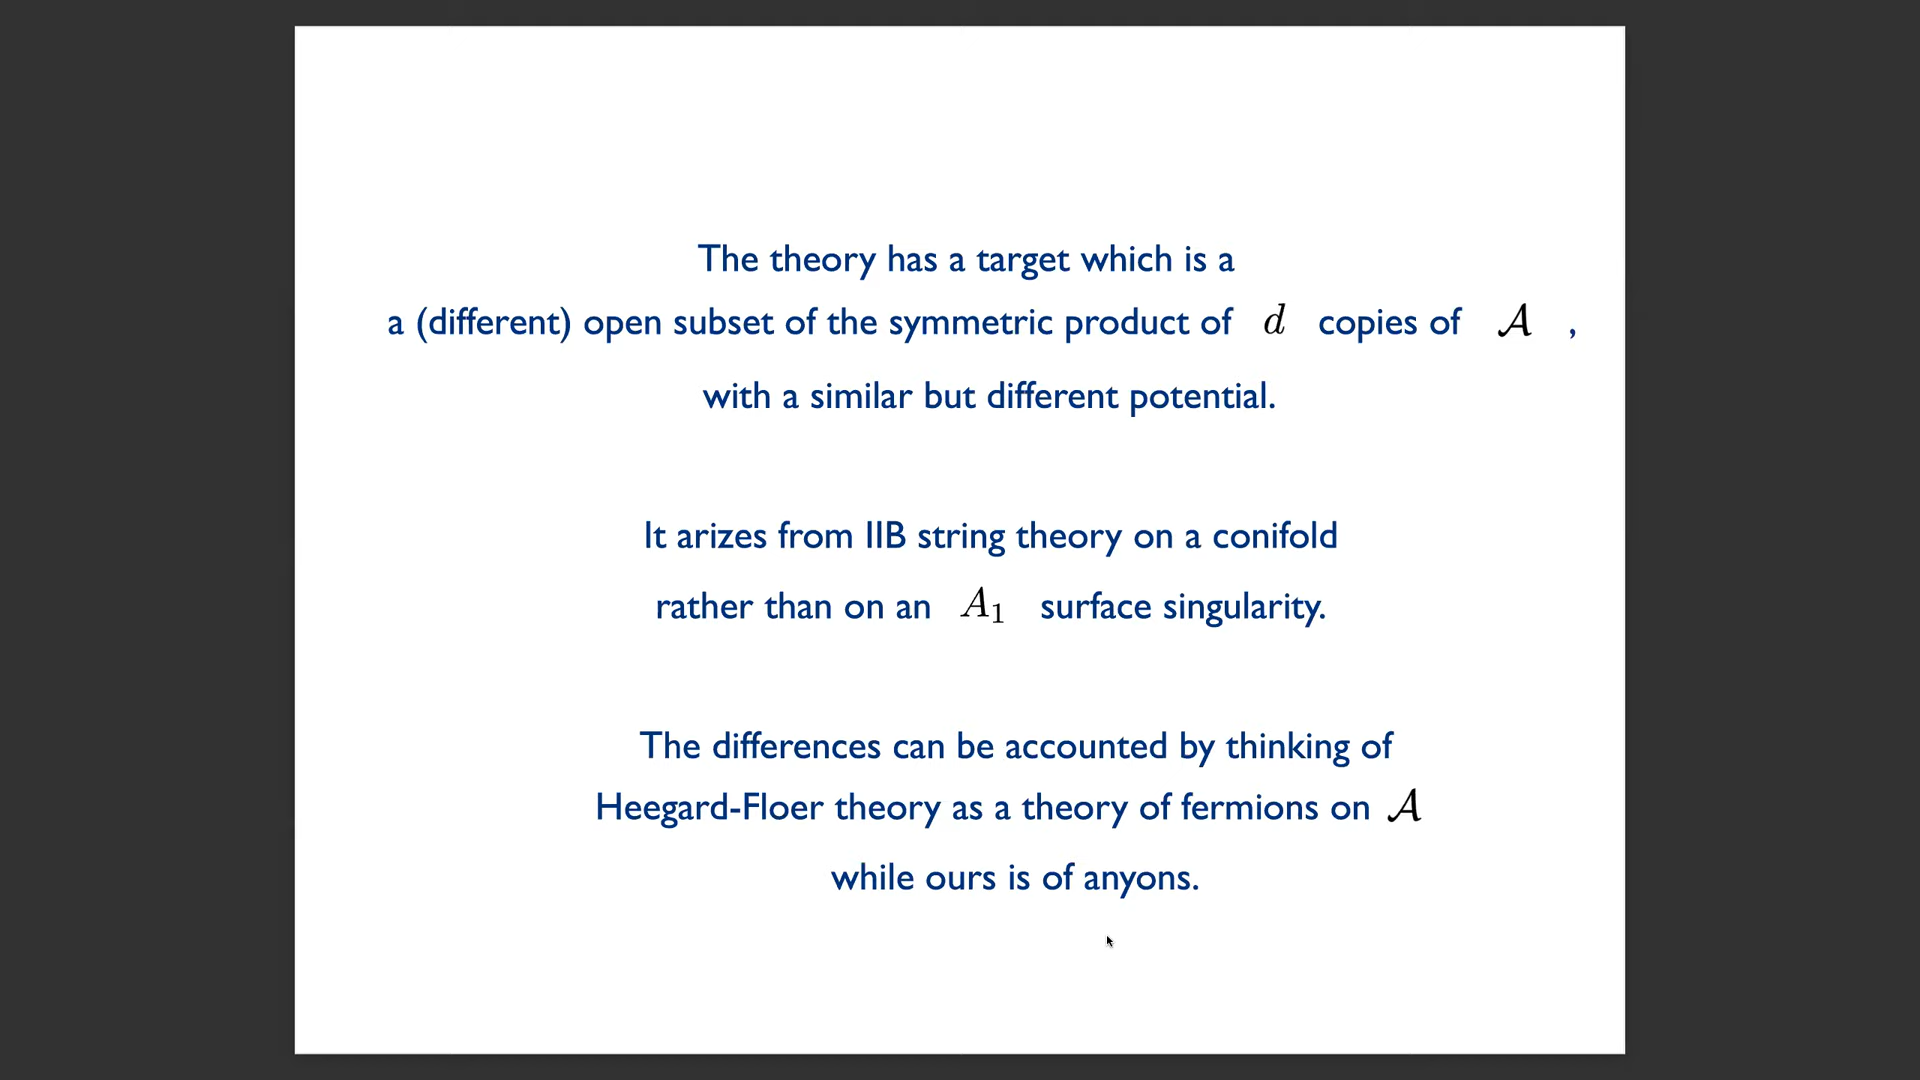 The theory has a target which is a
a (different) open subset of the symmetric product of d copies of 𝒜 ,
with a similar but different potential.
It arizes from IIB string theory on a conifold
rather than on an A₁ surface singularity.
The differences can be accounted by thinking of
Heegard-Floer theory as a theory of fermions on 𝒜
while ours is of anyons.